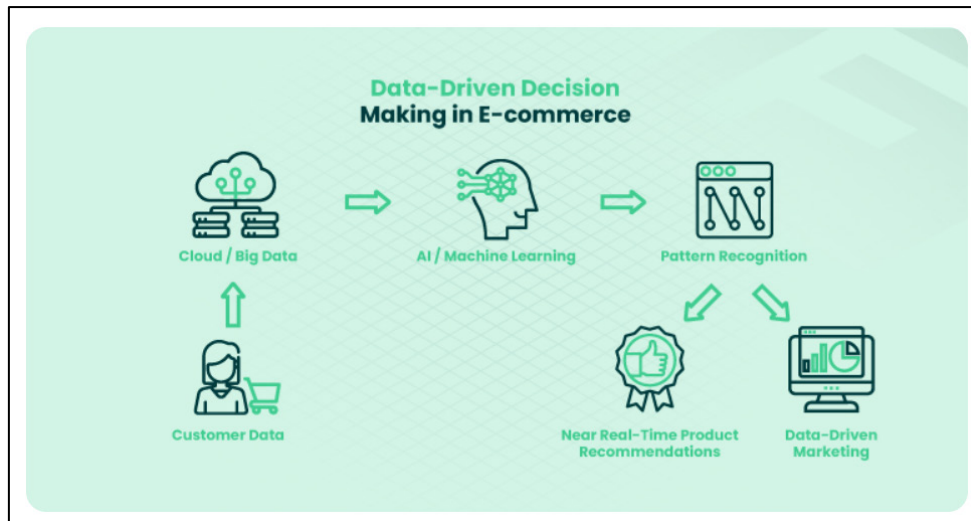 Data-Driven Decision
Making in E-commerce
Cloud / Big Data
AI / Machine Learning
Pattern Recognition
Customer Data
Near Real-Time Product
Recommendations
Data-Driven
Marketing